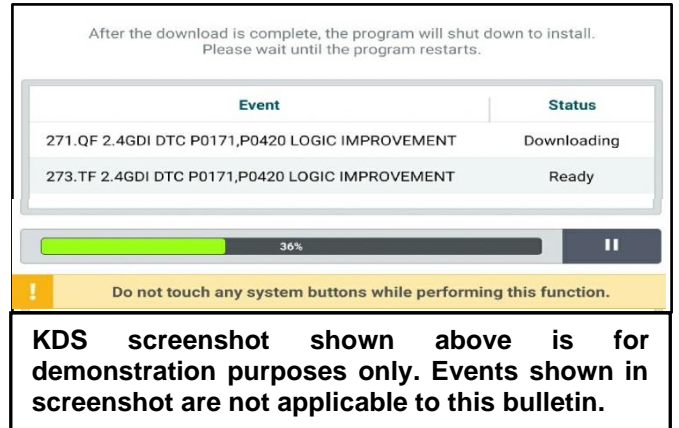 After the download is complete, the program will shut down to install.
Please wait until the program restarts.
Event Status
271.QF 2.4GDI DTC P0171,P0420 LOGIC IMPROVEMENT Downloading
273.TF 2.4GDI DTC P0171,P0420 LOGIC IMPROVEMENT Ready
36%
! Do not touch any system buttons while performing this function.
KDS screenshot shown above is for
demonstration purposes only. Events shown in
screenshot are not applicable to this bulletin.